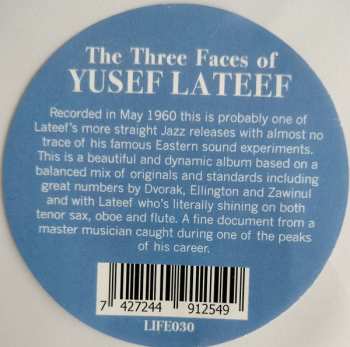 The Three Faces of
YUSEF LATEEF
Recorded in May 1960 this is probably one of
Lateef's more straight Jazz releases with almost no
trace of his famous Eastern sound experiments.
This is a beautiful and dynamic album based on a
balanced mix of originals and standards including
great numbers by Dvorak, Ellington and Zawinul
and with Lateef who's literally shining on both
tenor sax, oboe and flute. A fine document from a
master musician caught during one of the peaks
of his career.
7 427244 912549
LIFE030